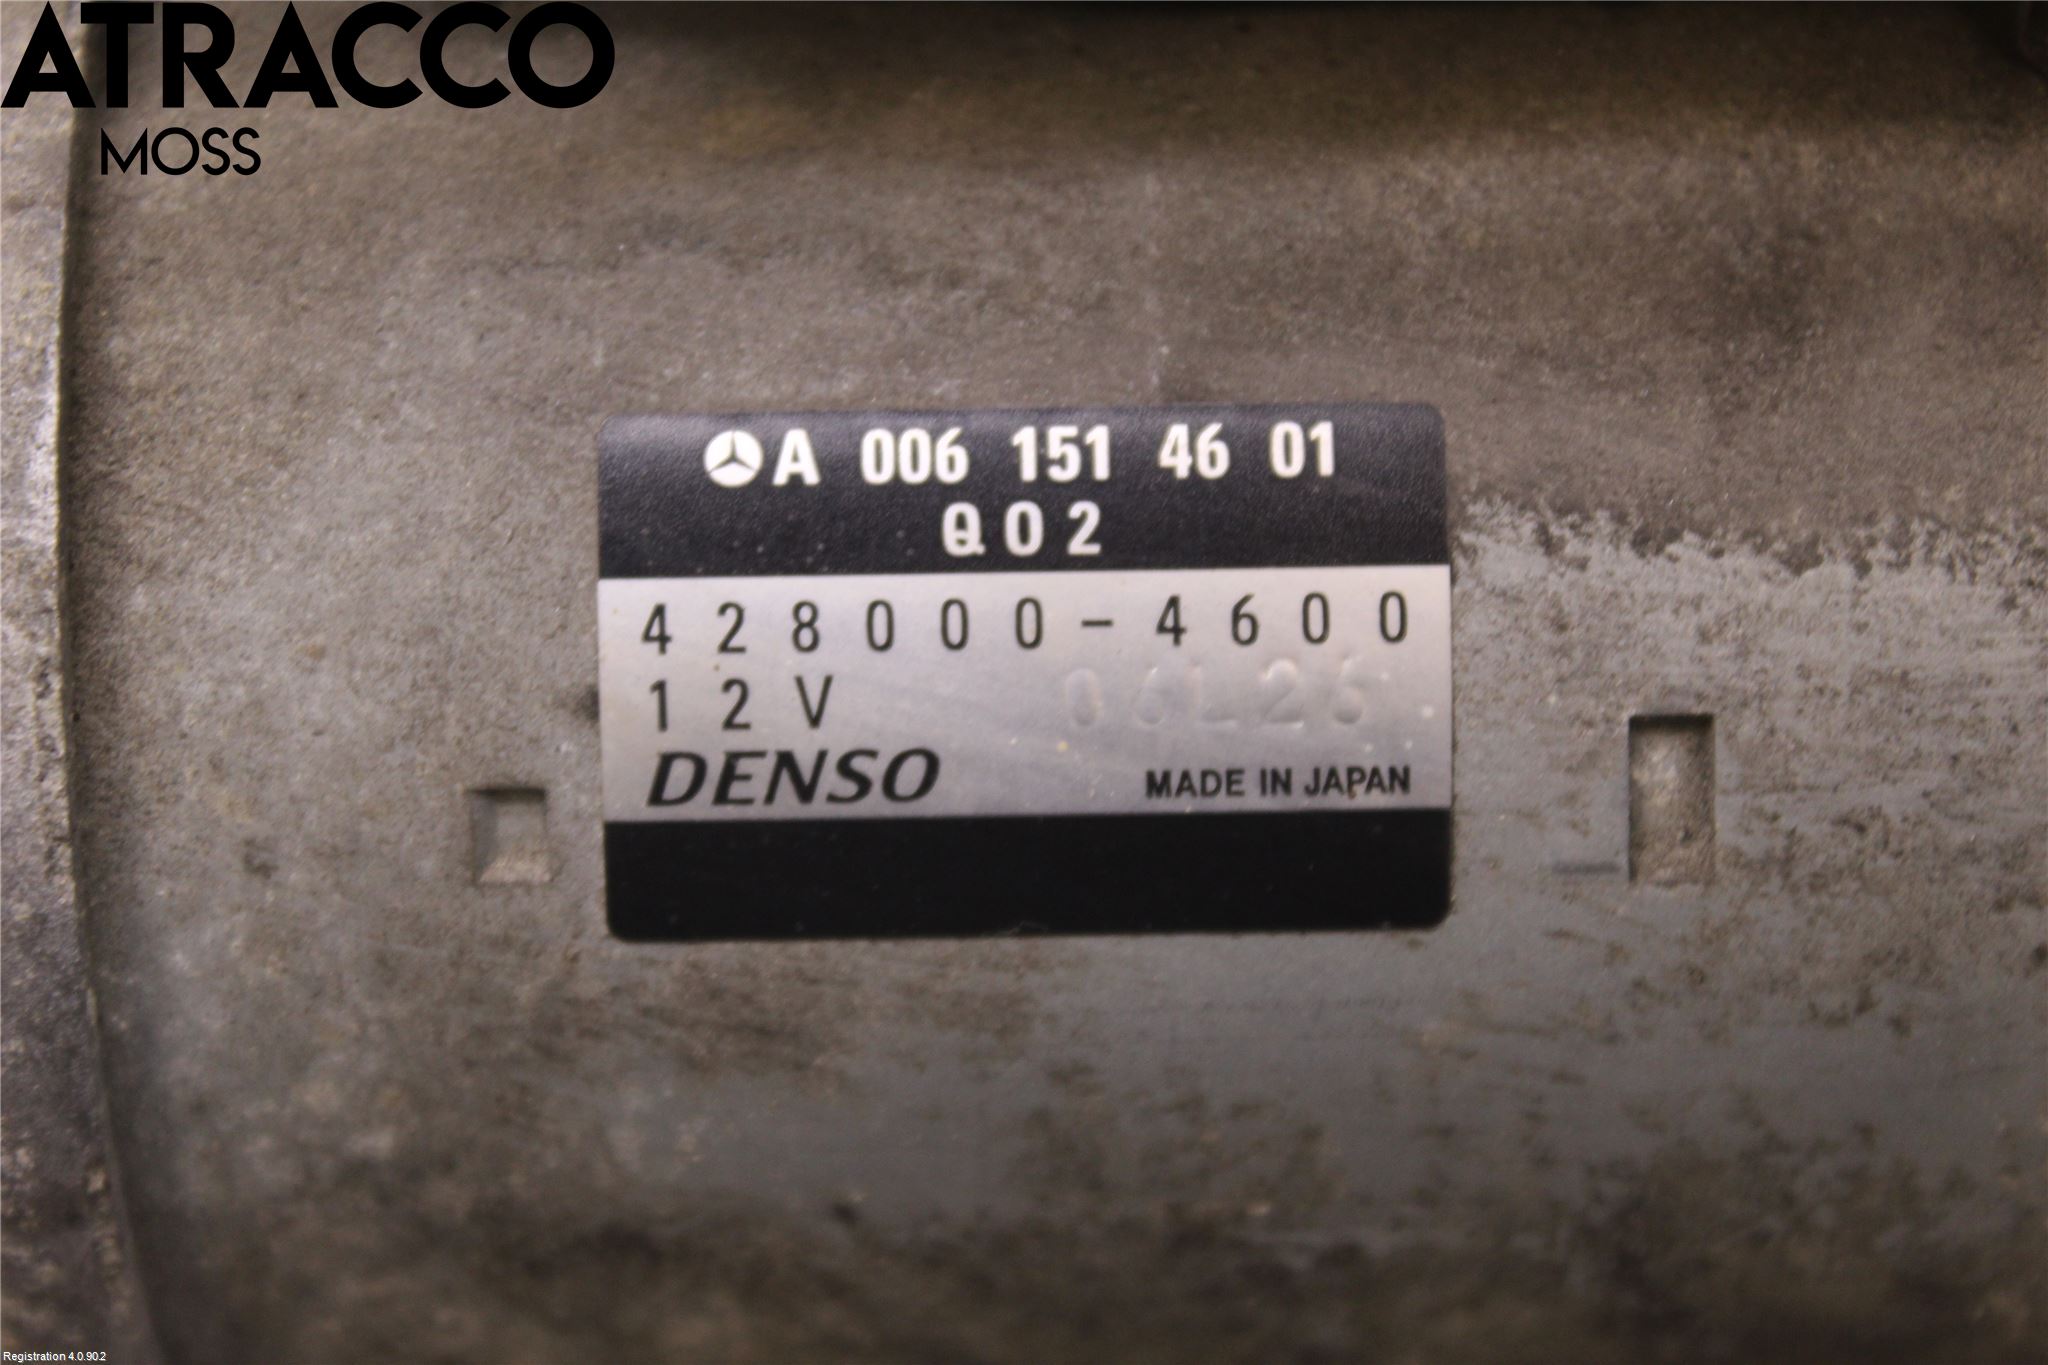 ATRACCO
MOSS
A 006 151 46 01
Q02
428000-4600
12V 06L26
DENSO MADE IN JAPAN
Registration 4.0.90.2